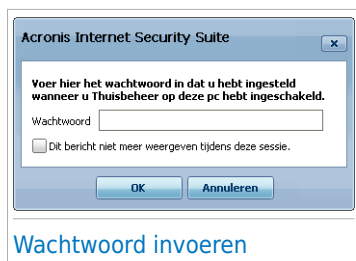 Acronis Internet Security Suite
Voer hier het wachtwoord in dat u hebt ingesteld
wanneer u Thuisbeheer op deze pc hebt ingeschakeld.
Wachtwoord
Dit bericht niet meer weergeven tijdens deze sessie.
OK Annuleren
Wachtwoord invoeren